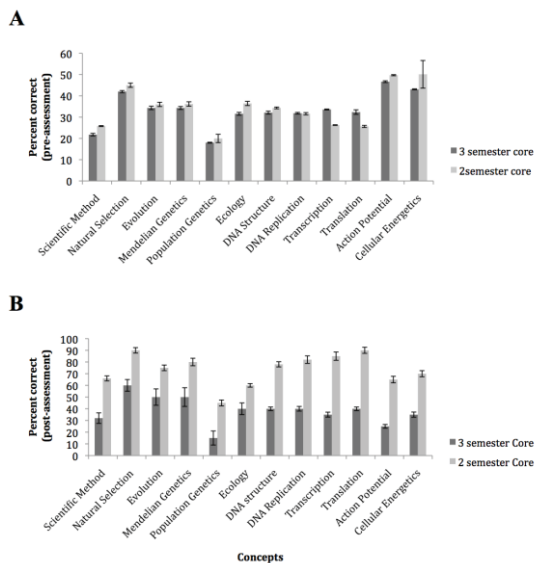 A
Percent correct
(pre-assessment)
60
50
40
30
20
10
0
Scientific Method
Natural Selection
Evolution
Mendelian Genetics
Population Genetics
Ecology
DNA Structure
DNA Replication
Transcription
Translation
Action Potential
Cellular Energetics
3 semester core
2semester core
B
Percent correct
(post-assessment)
100
90
80
70
60
50
40
30
20
10
0
Scientific Method
Natural Selection
Evolution
Mendelian Genetics
Population Genetics
Ecology
DNA structure
DNA Replication
Transcription
Translation
Action Potential
Cellular Energetics
3 semester Core
2 semester Core
Concepts